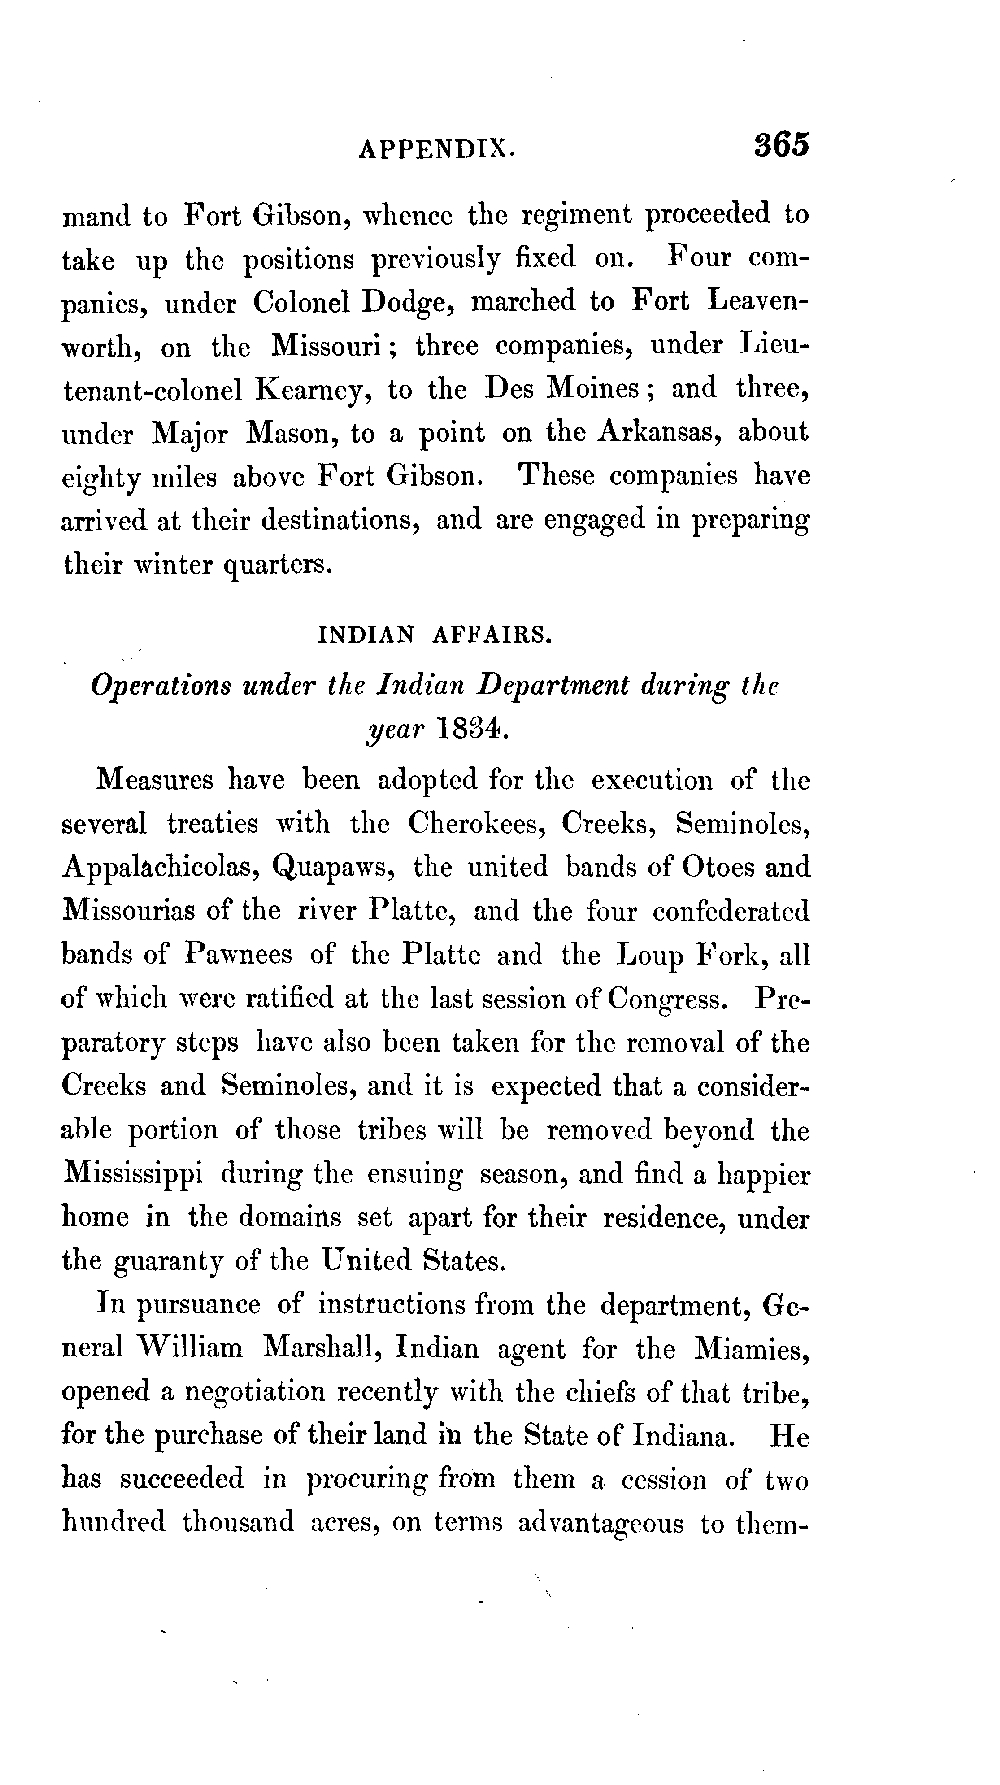 APPENDIX. 365
mand to Fort Gibson, whence the regiment proceeded to
take up the positions previously fixed on. Four com-
panies, under Colonel Dodge, marched to Fort Leaven-
worth, on the Missouri; three companies, under Lieu-
tenant-colonel Kearney, to the Des Moines; and three,
under Major Mason, to a point on the Arkansas, about
eighty miles above Fort Gibson. These companies have
arrived at their destinations, and are engaged in preparing
their winter quarters.
INDIAN AFFAIRS.
Operations under the Indian Department during the
year 1834.
Measures have been adopted for the execution of the
several treaties with the Cherokees, Creeks, Seminoles,
Appalachicolas, Quapaws, the united bands of Otoes and
Missourias of the river Platte, and the four confederated
bands of Pawnees of the Platte and the Loup Fork, all
of which were ratified at the last session of Congress. Pre-
paratory steps have also been taken for the removal of the
Creeks and Seminoles, and it is expected that a consider-
able portion of those tribes will be removed beyond the
Mississippi during the ensuing season, and find a happier
home in the domains set apart for their residence, under
the guaranty of the United States.
In pursuance of instructions from the department, Ge-
neral William Marshall, Indian agent for the Miamies,
opened a negotiation recently with the chiefs of that tribe,
for the purchase of their land in the State of Indiana. He
has succeeded in procuring from them a cession of two
hundred thousand acres, on terms advantageous to them-